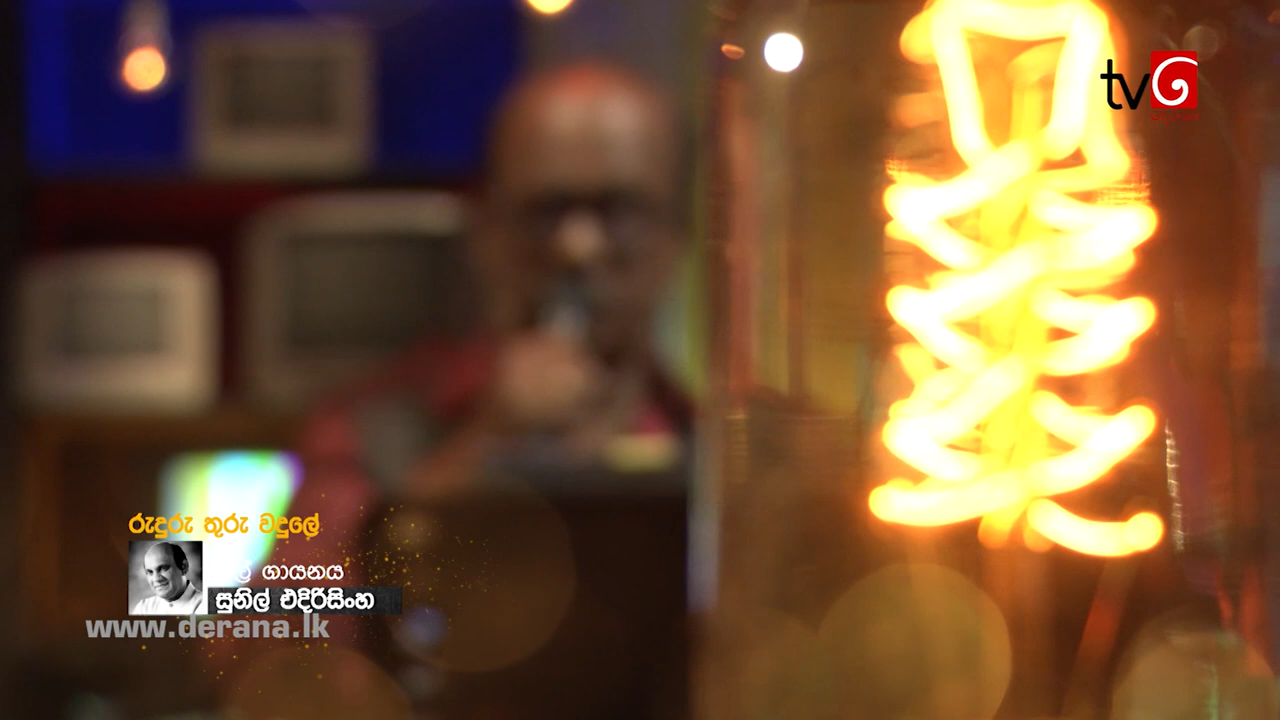 tv
රුදුරු තුරු වදුලේ
ගායනය
සුනිල් එදිරිසිංහ
www.derana.lk